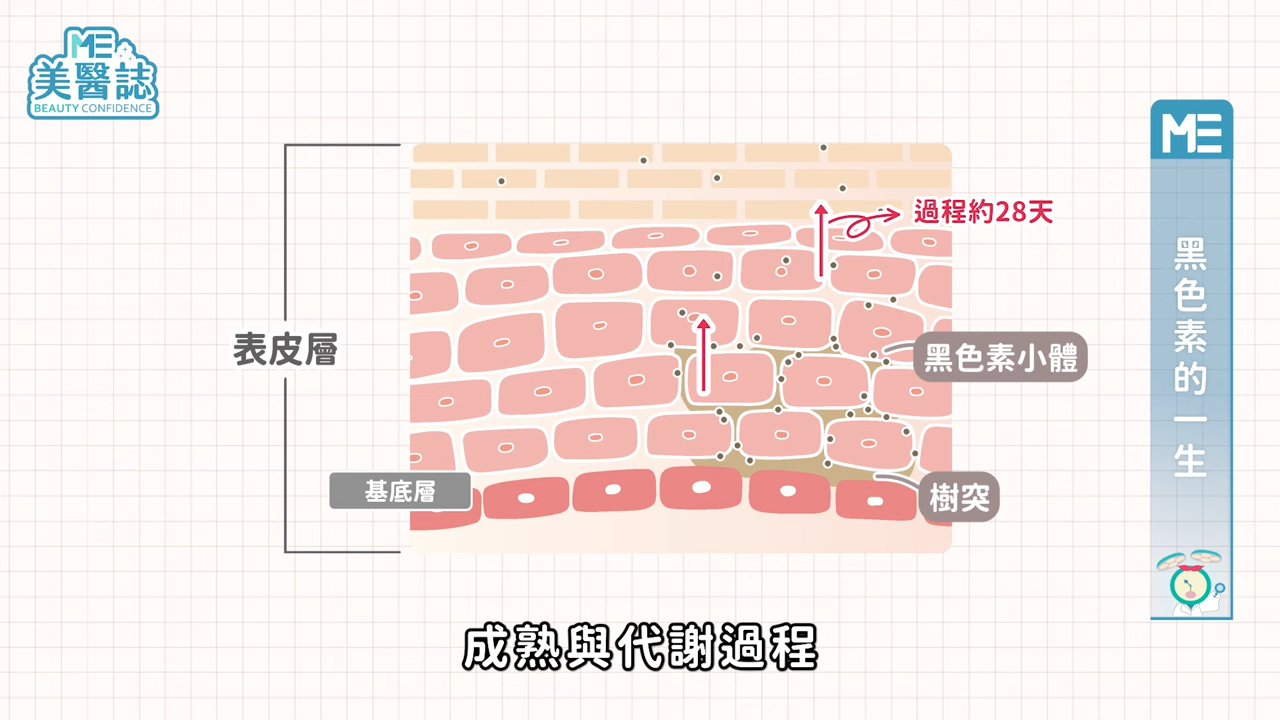 ME
美醫誌
BEAUTY CONFIDENCE
ME
黑色素的一生
過程約28天
表皮層
黑色素小體
基底層
樹突
成熟與代謝過程